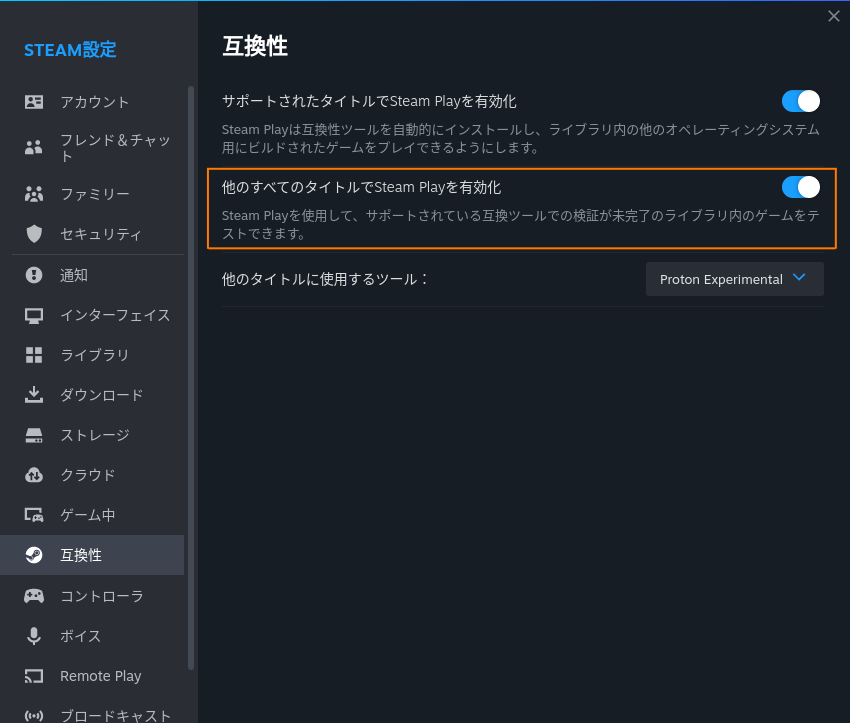 STEAM設定
アカウント
フレンド＆チャッ
ト
ファミリー
セキュリティ
通知
インターフェイス
ライブラリ
ダウンロード
ストレージ
クラウド
ゲーム中
互換性
コントローラ
ボイス
Remote Play
ブロードキャスト
互換性
サポートされたタイトルでSteam Playを有効化
Steam Playは互換性ツールを自動的にインストールし、ライブラリ内の他のオペレーティングシステム
用にビルドされたゲームをプレイできるようにします。
他のすべてのタイトルでSteam Playを有効化
Steam Playを使用して、サポートされている互換ツールでの検証が未完了のライブラリ内のゲームをテ
ストできます。
他のタイトルに使用するツール：
Proton Experimental